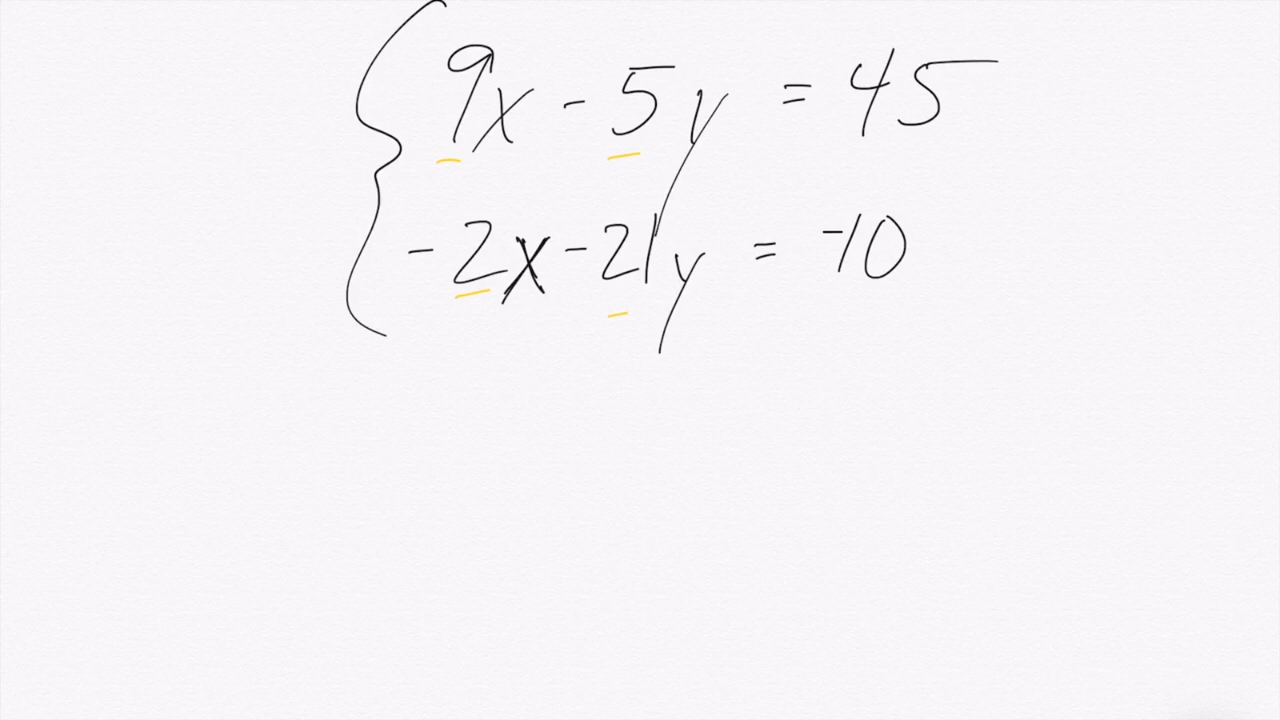 9x - 5y = 45
-2x - 21y = -10